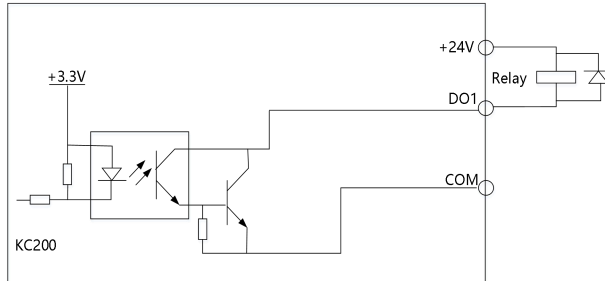 +24V
+3.3V
Relay
DO1
COM
KC200